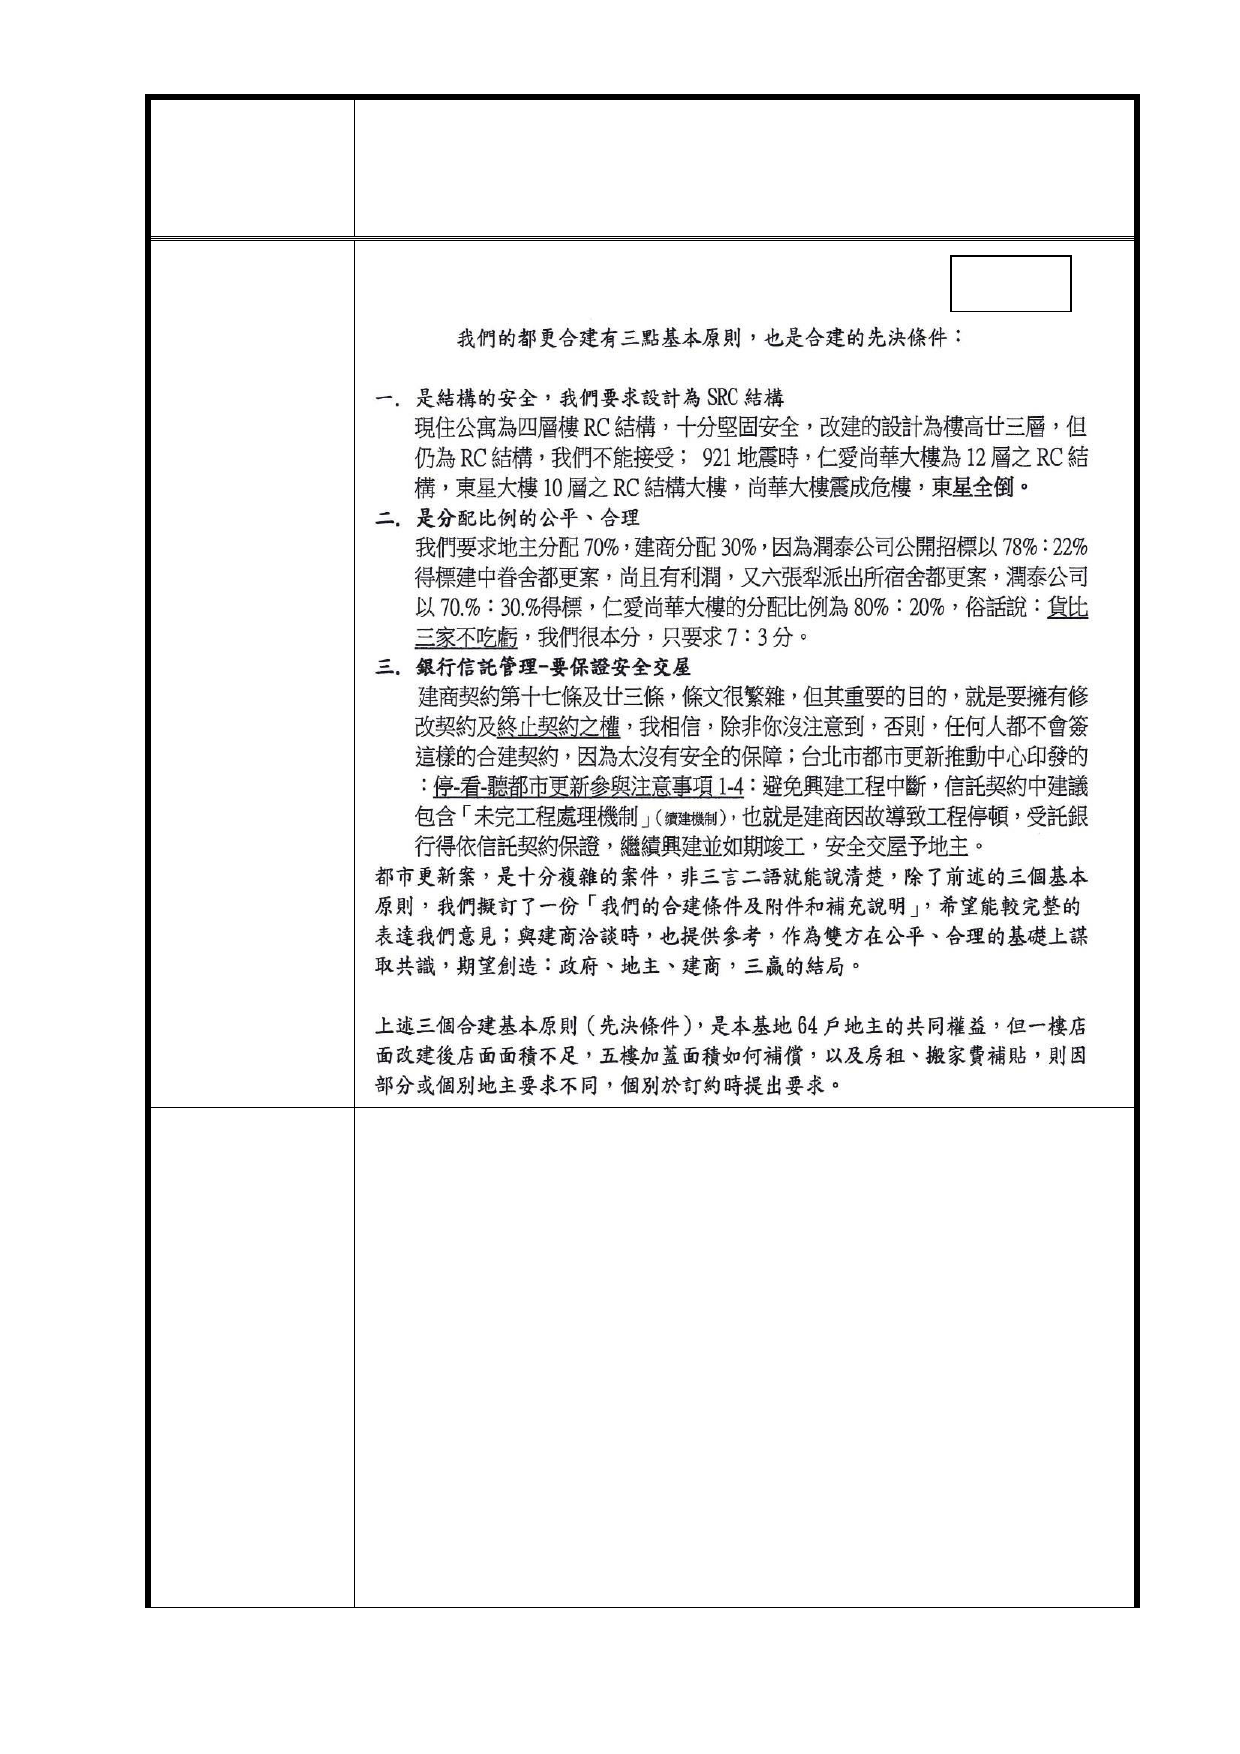 我們的都更合建有三點基本原則，也是合建的先決條件：
一. 是結構的安全，我們要求設計為 SRC 結構
現住公寓為四層樓 RC 結構，十分堅固安全，改建的設計為樓高廿三層，但
仍為 RC 結構，我們不能接受； 921 地震時，仁愛尚華大樓為 12 層之 RC 結
構，東星大樓 10 層之 RC 結構大樓，尚華大樓震成危樓，東星全倒。
二. 是分配比例的公平、合理
我們要求地主分配 70%，建商分配 30%，因為潤泰公司公開招標以 78%：22%
得標建中眷舍都更案，尚且有利潤，又六張犁派出所宿舍都更案，潤泰公司
以 70.%：30.%得標，仁愛尚華大樓的分配比例為 80%：20%，俗話說：貨比
三家不吃虧，我們很本分，只要求 7：3 分。
三. 銀行信託管理-要保證安全交屋
建商契約第十七條及廿三條，條文很繁雜，但其重要的目的，就是要擁有修
改契約及終止契約之權，我相信，除非你沒注意到，否則，任何人都不會簽
這樣的合建契約，因為太沒有安全的保障；台北市都市更新推動中心印發的
：停-看-聽都市更新參與注意事項 1-4：避免興建工程中斷，信託契約中建議
包含「未完工程處理機制」(續建機制)，也就是建商因故導致工程停頓，受託銀
行得依信託契約保證，繼續興建並如期竣工，安全交屋予地主。
都市更新案，是十分複雜的案件，非三言二語就能說清楚，除了前述的三個基本
原則，我們擬訂了一份「我們的合建條件及附件和補充說明」，希望能較完整的
表達我們意見；與建商洽談時，也提供參考，作為雙方在公平、合理的基礎上謀
取共識，期望創造：政府、地主、建商，三贏的結局。
上述三個合建基本原則(先決條件)，是本基地 64 戶地主的共同權益，但一樓店
面改建後店面面積不足，五樓加蓋面積如何補償，以及房租、搬家費補貼，則因
部分或個別地主要求不同，個別於訂約時提出要求。